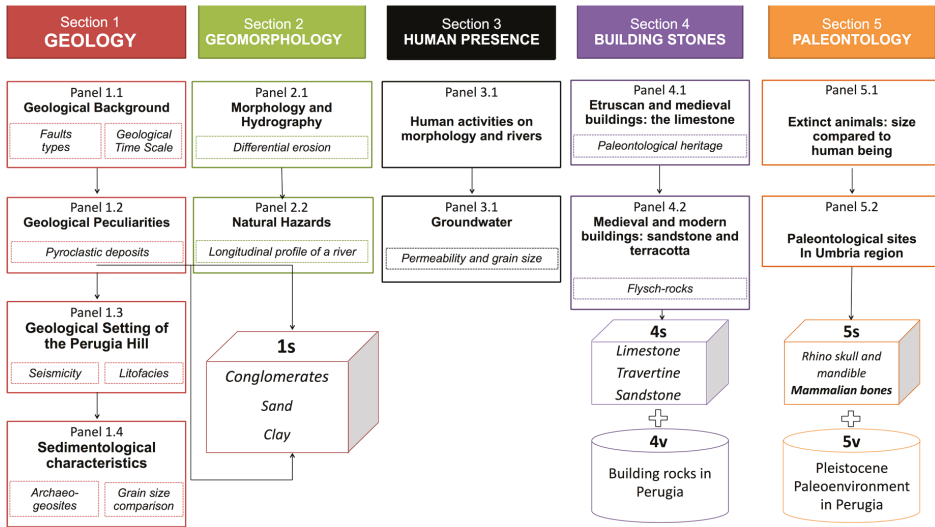 Section 1
GEOLOGY
Section 2
GEOMORPHOLOGY
Section 3
HUMAN PRESENCE
Section 4
BUILDING STONES
Section 5
PALEONTOLOGY
Panel 1.1
Geological Background
Faults
types
Geological
Time Scale
Panel 1.2
Geological Peculiarities
Pyroclastic deposits
Panel 1.3
Geological Setting of
the Perugia Hill
Seismicity
Litofacies
Panel 1.4
Sedimentological
characteristics
Archaeo-
geosites
Grain size
comparison
Panel 2.1
Morphology and
Hydrography
Differential erosion
Panel 2.2
Natural Hazards
Longitudinal profile of a river
1s
Conglomerates
Sand
Clay
Panel 3.1
Human activities on
morphology and rivers
Panel 3.1
Groundwater
Permeability and grain size
Panel 4.1
Etruscan and medieval
buildings: the limestone
Paleontological heritage
Panel 4.2
Medieval and modern
buildings: sandstone and
terracotta
Flysch-rocks
4s
Limestone
Travertine
Sandstone
4v
Building rocks in
Perugia
Panel 5.1
Extinct animals: size
compared to
human being
Panel 5.2
Paleontological sites
In Umbria region
5s
Rhino skull and
mandible
Mammalian bones
5v
Pleistocene
Paleoenvironment
in Perugia